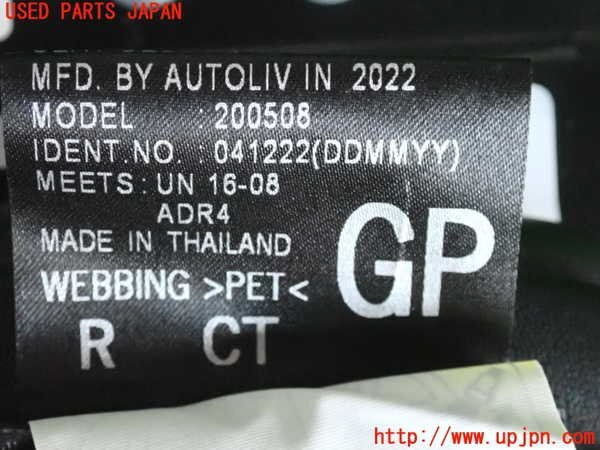 USED PARTS JAPAN
MFD. BY AUTOLIV IN 2022
MODEL : 200508
IDENT.NO. : 041222(DDMMYY)
MEETS : UN 16-08
ADR4
MADE IN THAILAND
GP
WEBBING >PET<
R CT
http://www.upjpn.com/